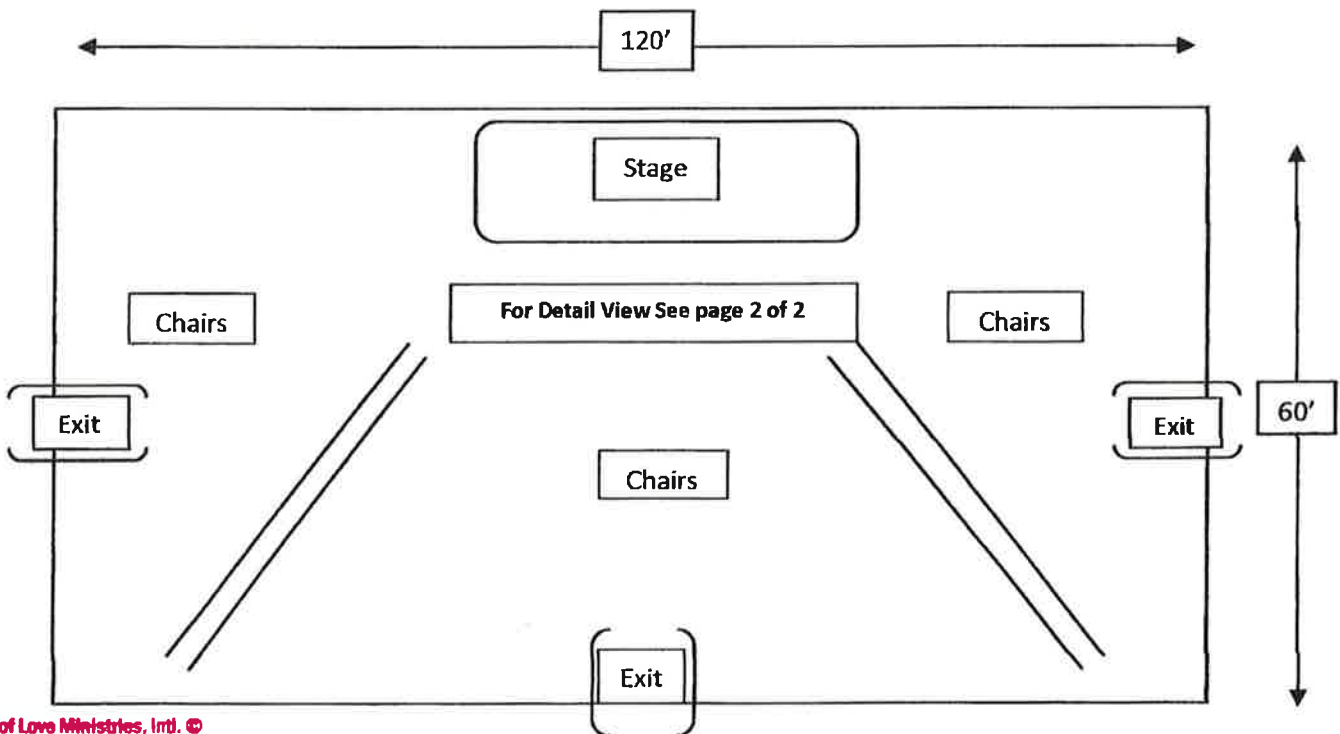 120'
Stage
For Detail View See page 2 of 2
Chairs
Chairs
Exit
Exit
60'
Chairs
Exit
of Love Ministries, Intl. ©